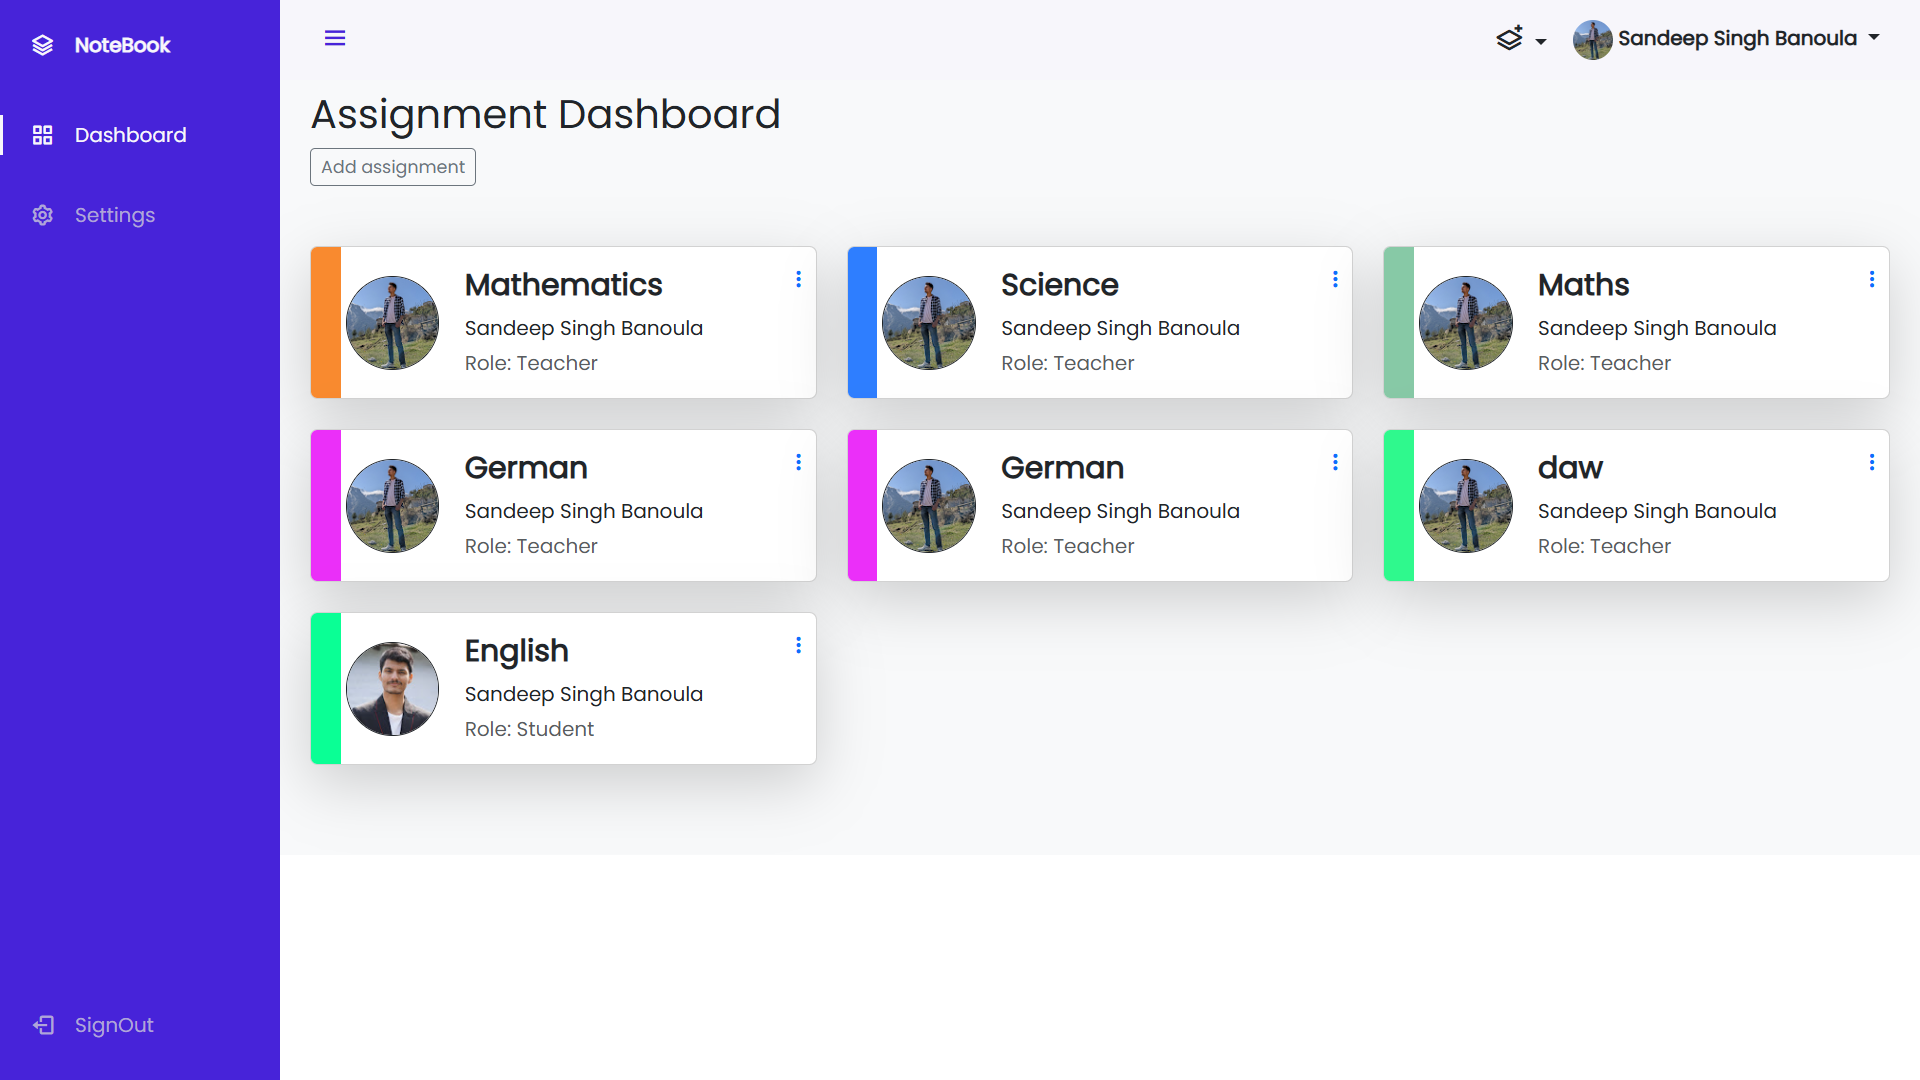 NoteBook
Sandeep Singh Banoula
Dashboard
Settings
SignOut
Assignment Dashboard
Add assignment
Mathematics
Sandeep Singh Banoula
Role: Teacher
Science
Sandeep Singh Banoula
Role: Teacher
Maths
Sandeep Singh Banoula
Role: Teacher
German
Sandeep Singh Banoula
Role: Teacher
German
Sandeep Singh Banoula
Role: Teacher
daw
Sandeep Singh Banoula
Role: Teacher
English
Sandeep Singh Banoula
Role: Student